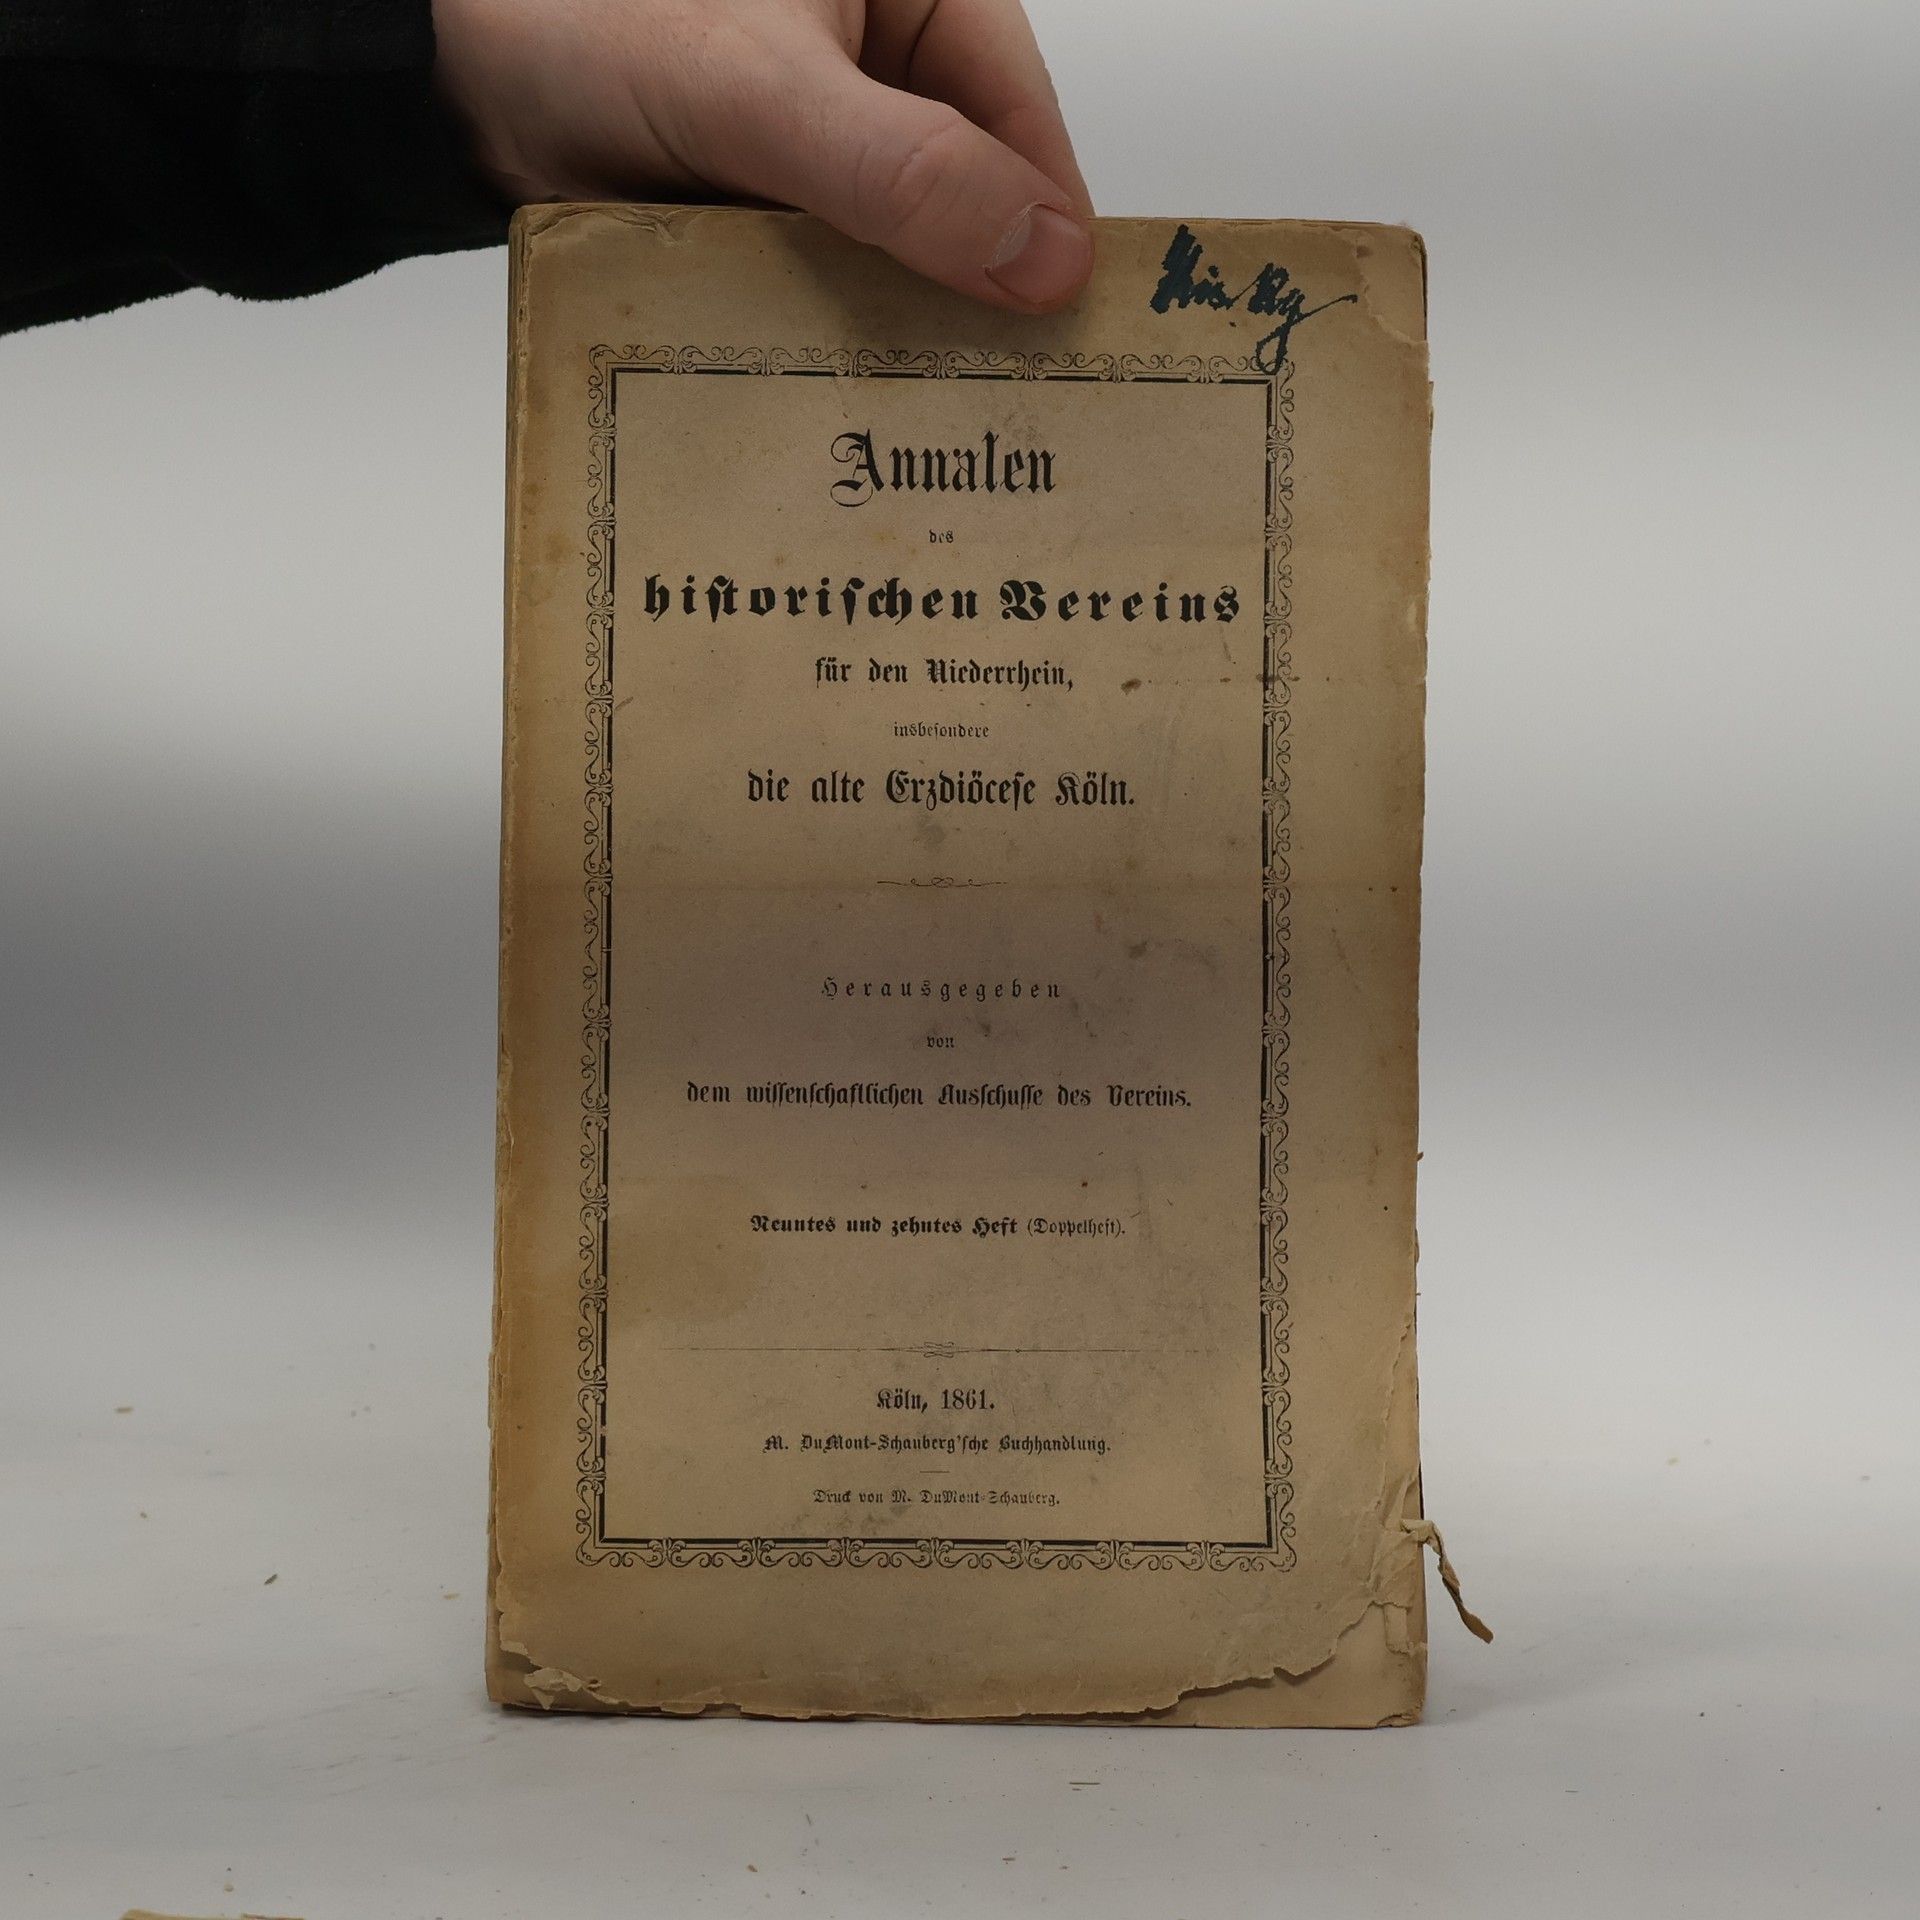 Annalen
des
historischen Vereins
für den Niederrhein,
insbesondere
die alte Erzdiöcese Köln.
Herausgegeben
von
dem wissenschaftlichen Ausschusse des Vereins.
Neuntes und zehntes Heft (Doppelheft).
Köln, 1861.
M. DuMont-Schauberg'sche Buchhandlung.
Druck von M. DuMont-Schauberg.